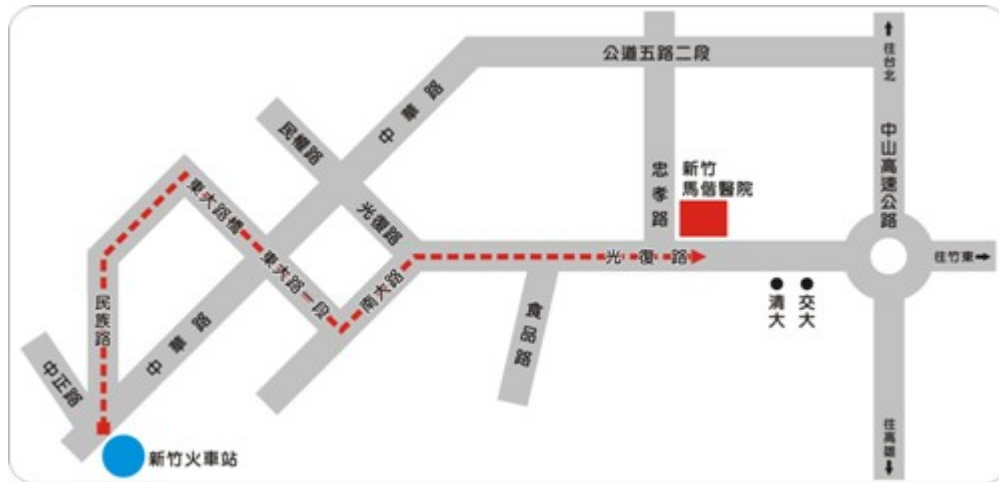 公道五路二段
往台北
中華路
民權路
中山高速公路
忠孝路
新竹
馬偕醫院
東大路橋
光復路
東大路一段
南大路
光復路
往竹東
民族路
清大
交大
食品路
中華路
中正路
往高雄
新竹火車站